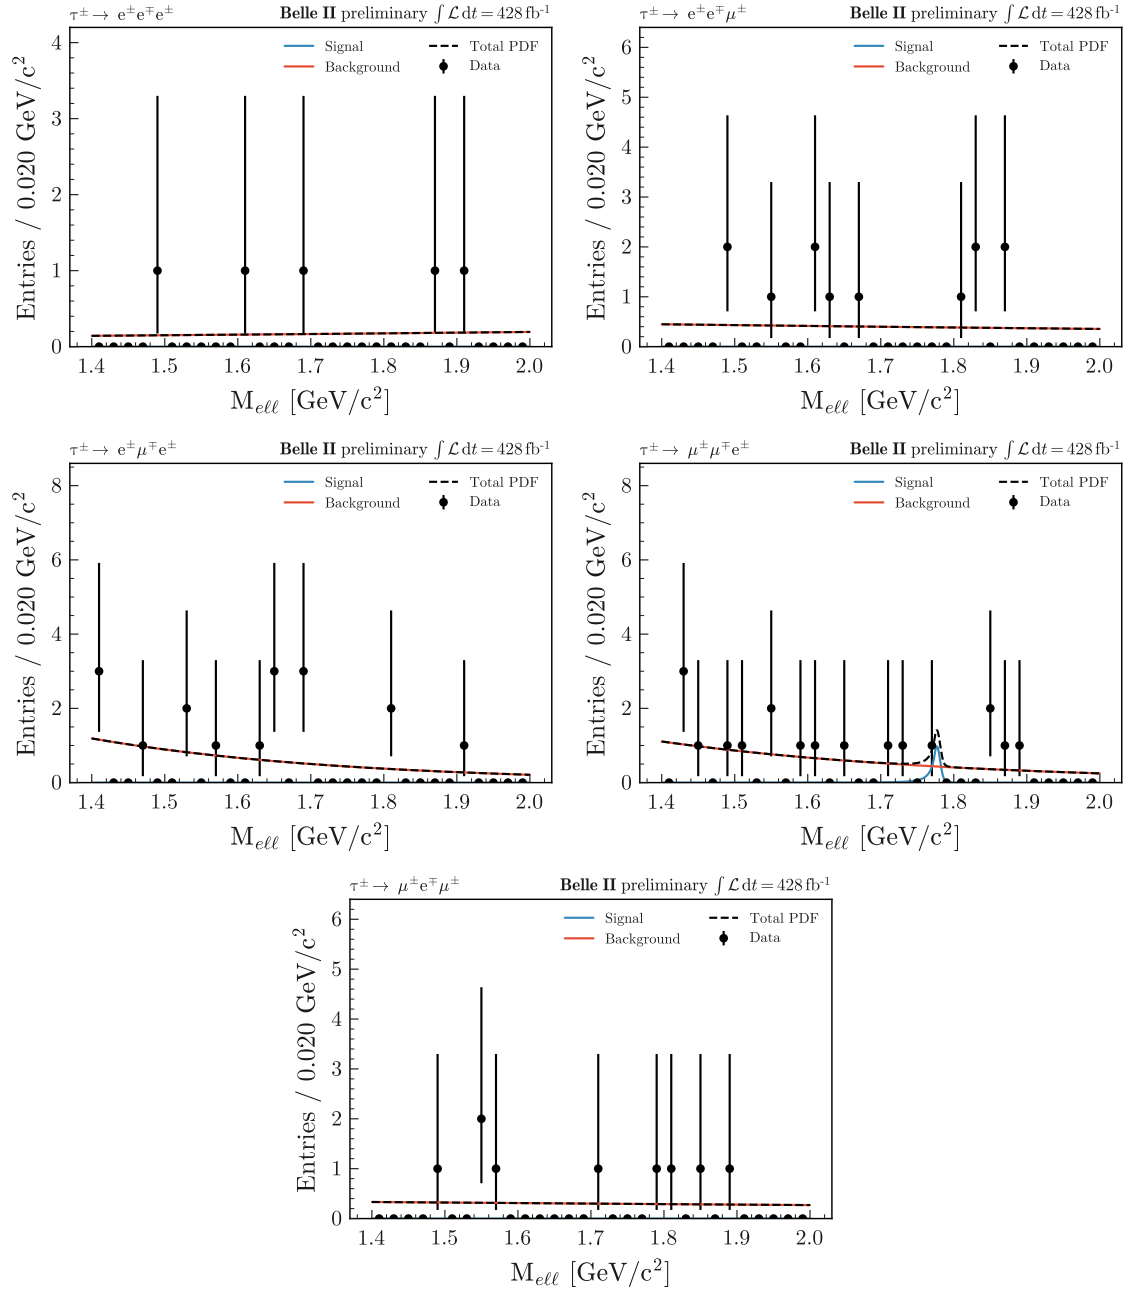 τ± → e±e∓e± Belle II preliminary ∫ℒdt = 428 fb⁻¹
Signal Total PDF
Background Data
Entries / 0.020 GeV/c²
4
3
2
1
0
1.4 1.5 1.6 1.7 1.8 1.9 2.0
M_eℓℓ [GeV/c²]
τ± → e±e∓μ± Belle II preliminary ∫ℒdt = 428 fb⁻¹
Signal Total PDF
Background Data
Entries / 0.020 GeV/c²
6
5
4
3
2
1
0
1.4 1.5 1.6 1.7 1.8 1.9 2.0
M_eℓℓ [GeV/c²]
τ± → e±μ∓e± Belle II preliminary ∫ℒdt = 428 fb⁻¹
Signal Total PDF
Background Data
Entries / 0.020 GeV/c²
8
6
4
2
0
1.4 1.5 1.6 1.7 1.8 1.9 2.0
M_eℓℓ [GeV/c²]
τ± → μ±μ∓e± Belle II preliminary ∫ℒdt = 428 fb⁻¹
Signal Total PDF
Background Data
Entries / 0.020 GeV/c²
8
6
4
2
0
1.4 1.5 1.6 1.7 1.8 1.9 2.0
M_eℓℓ [GeV/c²]
τ± → μ±e∓μ± Belle II preliminary ∫ℒdt = 428 fb⁻¹
Signal Total PDF
Background Data
Entries / 0.020 GeV/c²
6
5
4
3
2
1
0
1.4 1.5 1.6 1.7 1.8 1.9 2.0
M_eℓℓ [GeV/c²]